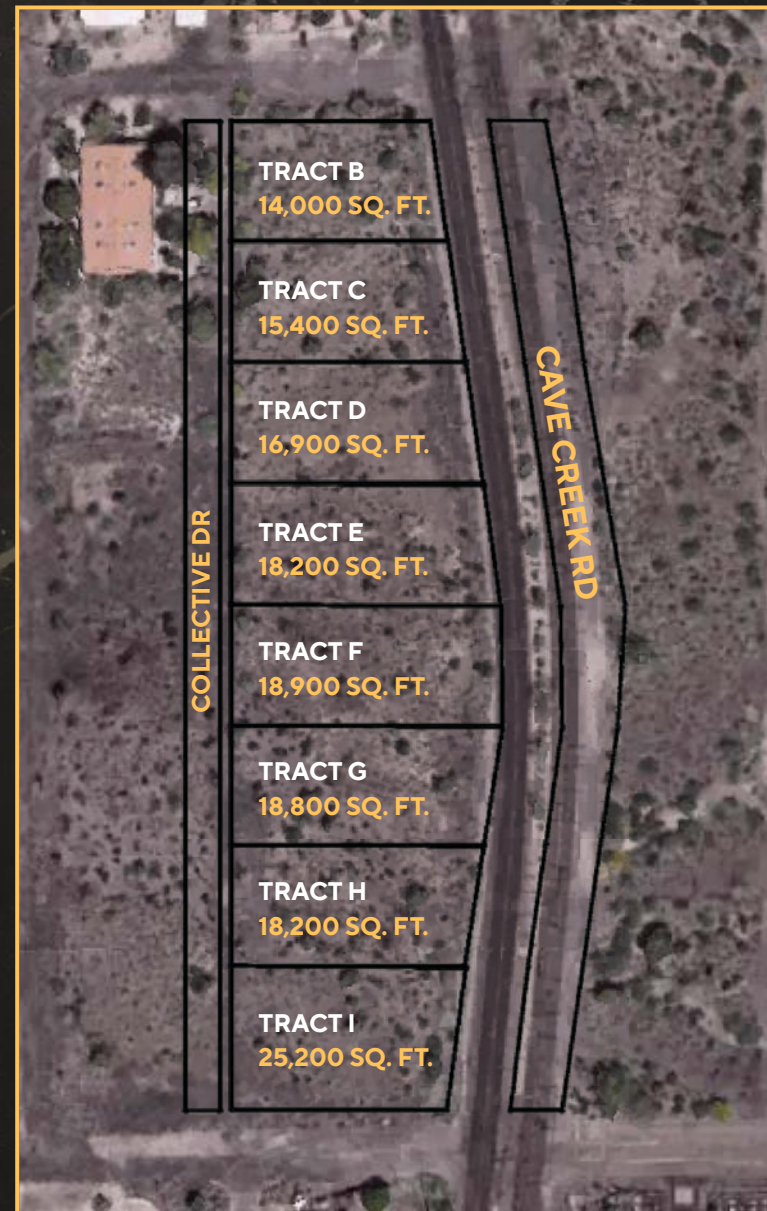 TRACT B
14,000 SQ. FT.
TRACT C
15,400 SQ. FT.
TRACT D
16,900 SQ. FT.
TRACT E
18,200 SQ. FT.
TRACT F
18,900 SQ. FT.
TRACT G
18,800 SQ. FT.
TRACT H
18,200 SQ. FT.
TRACT I
25,200 SQ. FT.
COLLECTIVE DR
CAVE CREEK RD